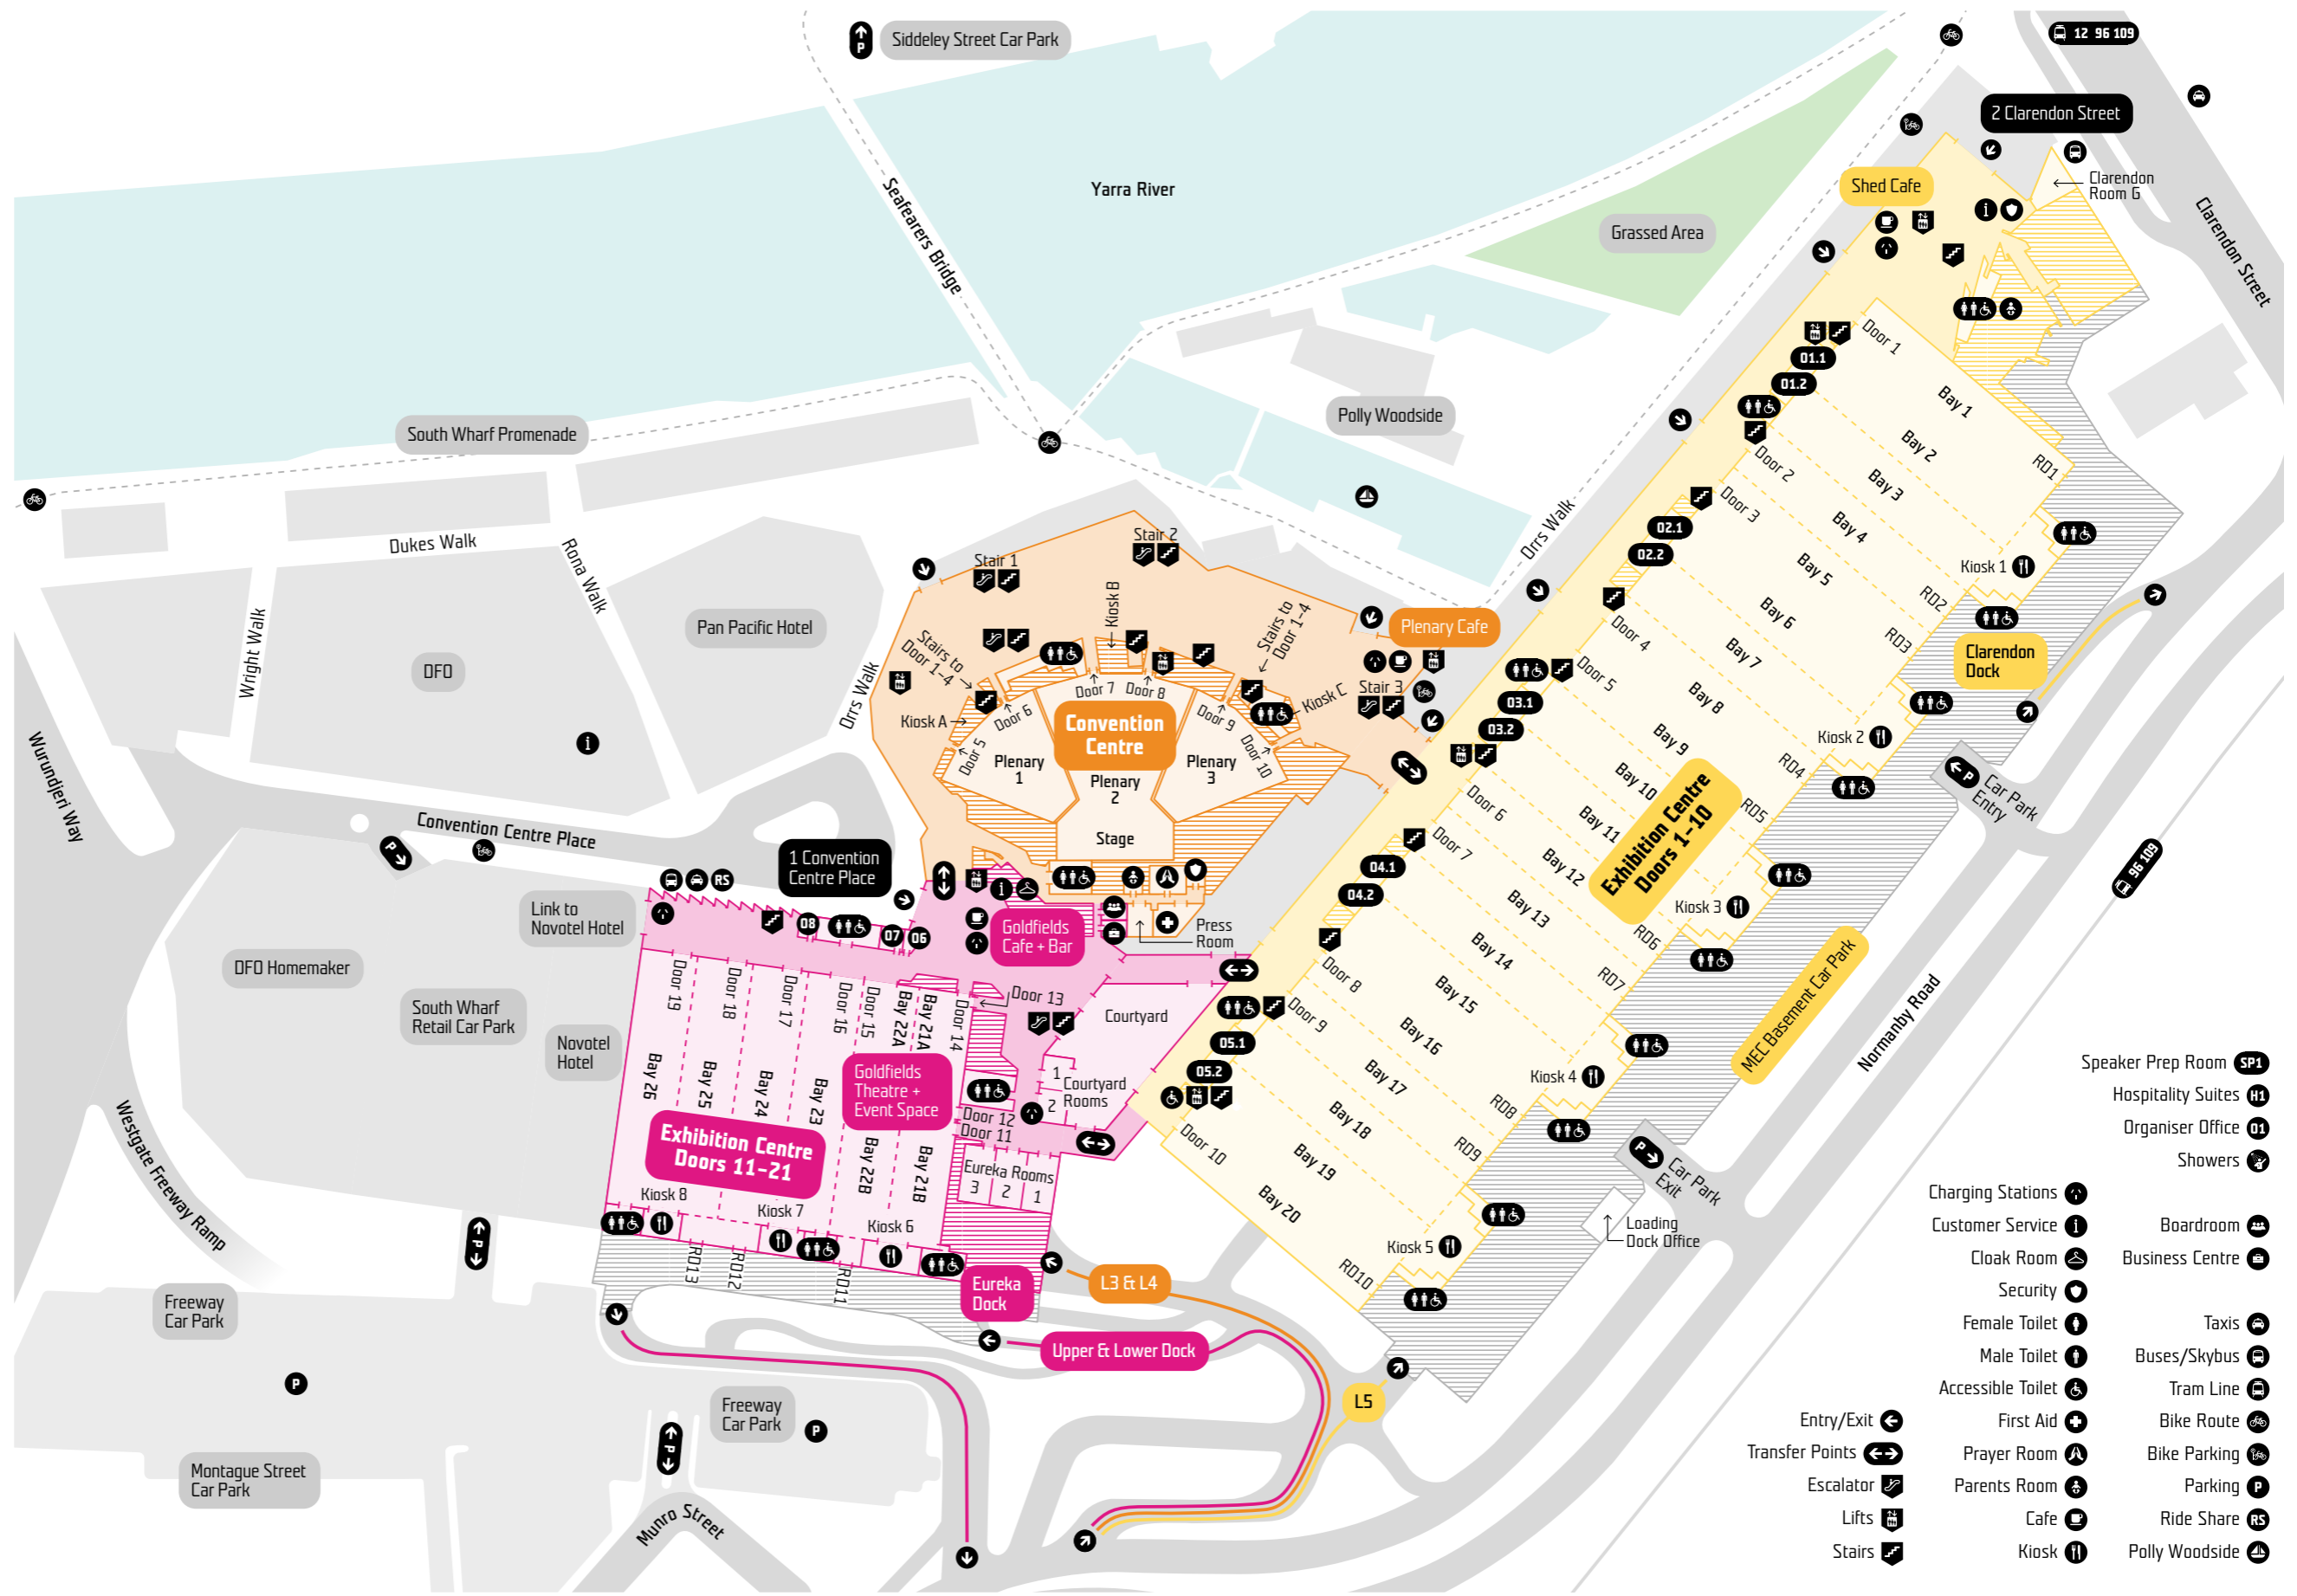 P
Siddeley Street Car Park
12 96 109
2 Clarendon Street
Clarendon
Room G
Shed Cafe
Yarra River
Seafearers Bridge
Grassed Area
Clarendon Street
Door 1
01.1
01.2
Bay 1
Polly Woodside
South Wharf Promenade
Bay 2
Door 2
Bay 3
RD1
Door 3
02.1
02.2
Bay 4
Orrs Walk
Dukes Walk
Rona Walk
Stair 2
Stair 1
Kiosk B
Stairs to
Door 1-4
Kiosk 1
Bay 5
RD2
Bay 6
Plenary Cafe
Door 4
RD3
Wright Walk
Pan Pacific Hotel
DFO
Stairs to
Door 1-4
Bay 7
Clarendon
Dock
Door 5
Door 7
Door 8
Kiosk C
Stair 3
03.1
03.2
Bay 8
Orrs Walk
Kiosk A
Door 6
Convention
Centre
Door 9
Door 10
Door 5
Plenary
1
Plenary
2
Plenary
3
Bay 9
Kiosk 2
RD4
Bay 10
P
Car Park
Entry
Wurundjeri Way
Door 6
Bay 11
Exhibition Centre
Doors 1-10
RD5
Convention Centre Place
P
Stage
Door 7
Bay 12
04.1
04.2
96 109
1 Convention
Centre Place
RS
Link to
Novotel Hotel
08
07
06
Goldfields
Cafe + Bar
Press
Room
Bay 13
Kiosk 3
RD6
Bay 14
DFO Homemaker
Door 8
RD7
MEC Basement Car Park
Door 19
Door 18
Door 17
Door 16
Door 15
Bay 22A
Bay 21A
Door 14
Door 13
Courtyard
Bay 15
South Wharf
Retail Car Park
Door 9
Bay 16
Normanby Road
Novotel
Hotel
05.1
05.2
Bay 26
Bay 25
Bay 24
Bay 23
Goldfields
Theatre +
Event Space
1
2
Courtyard
Rooms
Bay 17
Kiosk 4
RD8
Door 12
Door 11
Bay 18
Door 10
RD9
Westgate Freeway Ramp
Exhibition Centre
Doors 11-21
Bay 22B
Bay 21B
Eureka Rooms
3
2
1
Bay 19
P
Car Park
Exit
Bay 20
Kiosk 8
Kiosk 7
Kiosk 6
Loading
Dock Office
Kiosk 5
RD10
P
RD13
RD12
RD11
Eureka
Dock
L3 & L4
Upper & Lower Dock
Freeway
Car Park
P
L5
Freeway
Car Park
P
P
Montague Street
Car Park
Munro Street
Speaker Prep Room SP1
Hospitality Suites H1
Organiser Office 01
Showers
Charging Stations
Customer Service
Boardroom
Cloak Room
Business Centre
Security
Female Toilet
Taxis
Male Toilet
Buses/Skybus
Accessible Toilet
Tram Line
Entry/Exit
First Aid
Bike Route
Transfer Points
Prayer Room
Bike Parking
Escalator
Parents Room
Parking P
Lifts
Cafe
Ride Share RS
Stairs
Kiosk
Polly Woodside